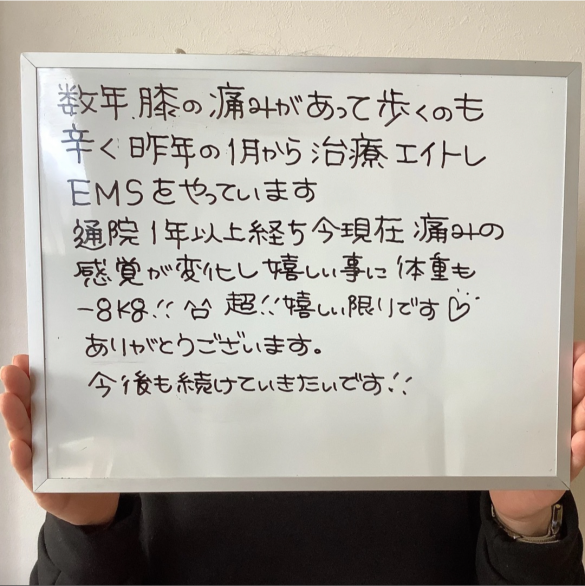 数年、膝の痛みがあって歩くのも
辛く昨年の1月から治療エイトレ
EMSをやっています
通院1年以上経ち今現在痛みの
感覚が変化し嬉しい事に体重も
-8kg!! 超!!嬉しい限りです♡
ありがとうございます。
今後も続けていきたいです!!